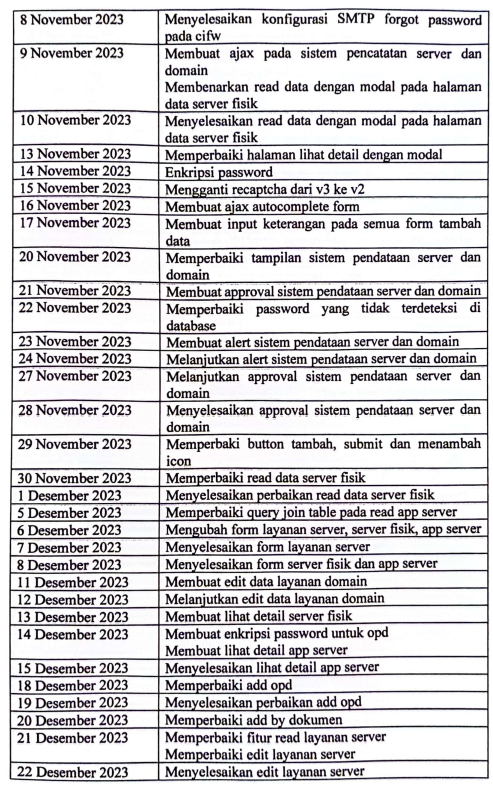 8 November 2023
Menyelesaikan konfigurasi SMTP forgot password
pada cifw
9 November 2023
Membuat ajax pada sistem pencatatan server dan
domain
Membenarkan read data dengan modal pada halaman
data server fisik
10 November 2023
Menyelesaikan read data dengan modal pada halaman
data server fisik
13 November 2023
Memperbaiki halaman lihat detail dengan modal
14 November 2023
Enkripsi password
15 November 2023
Mengganti recaptcha dari v3 ke v2
16 November 2023
Membuat ajax autocomplete form
17 November 2023
Membuat input keterangan pada semua form tambah
data
20 November 2023
Memperbaiki tampilan sistem pendataan server dan
domain
21 November 2023
Membuat approval sistem pendataan server dan domain
22 November 2023
Memperbaiki password yang tidak terdeteksi di
database
23 November 2023
Membuat alert sistem pendataan server dan domain
24 November 2023
Melanjutkan alert sistem pendataan server dan domain
27 November 2023
Melanjutkan approval sistem pendataan server dan
domain
28 November 2023
Menyelesaikan approval sistem pendataan server dan
domain
29 November 2023
Memperbaki button tambah, submit dan menambah
icon
30 November 2023
Memperbaiki read data server fisik
1 Desember 2023
Menyelesaikan perbaikan read data server fisik
5 Desember 2023
Memperbaiki query join table pada read app server
6 Desember 2023
Mengubah form layanan server, server fisik, app server
7 Desember 2023
Menyelesaikan form layanan server
8 Desember 2023
Menyelesaikan form server fisik dan app server
11 Desember 2023
Membuat edit data layanan domain
12 Desember 2023
Melanjutkan edit data layanan domain
13 Desember 2023
Membuat lihat detail server fisik
14 Desember 2023
Membuat enkripsi password untuk opd
Membuat lihat detail app server
15 Desember 2023
Menyelesaikan lihat detail app server
18 Desember 2023
Memperbaiki add opd
19 Desember 2023
Menyelesaikan perbaikan add opd
20 Desember 2023
Memperbaiki add by dokumen
21 Desember 2023
Memperbaiki fitur read layanan server
Memperbaiki edit layanan server
22 Desember 2023
Menyelesaikan edit layanan server